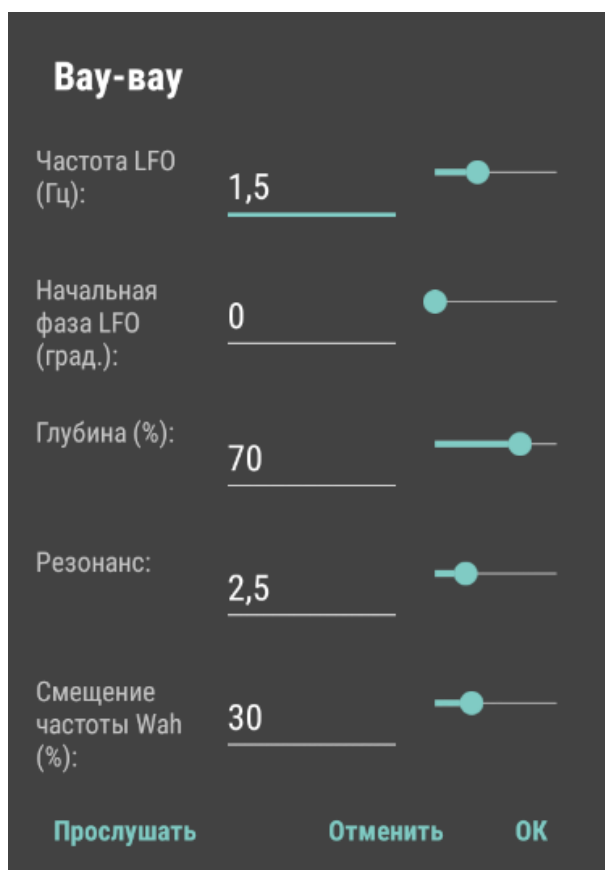 Вау-вау
Частота LFO
(Гц):
1,5
Начальная
фаза LFO
(град.):
0
Глубина (%):
70
Резонанс:
2,5
Смещение
частоты Wah
(%):
30
Прослушать Отменить ОК